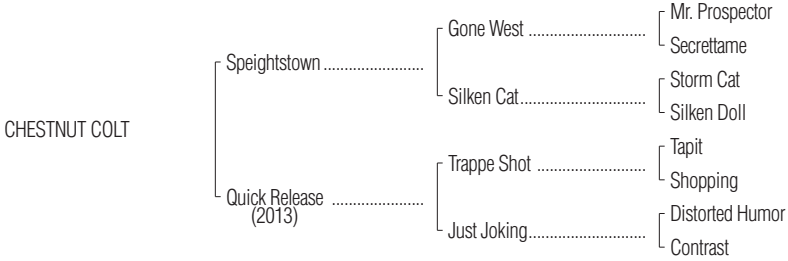 Mr. Prospector
Gone West ..............................
Secrettame
Speightstown .......................
Storm Cat
Silken Cat................................
Silken Doll
CHESTNUT COLT
Tapit
Trappe Shot ............................
Shopping
Quick Release .....................
(2013)
Distorted Humor
Just Joking..............................
Contrast